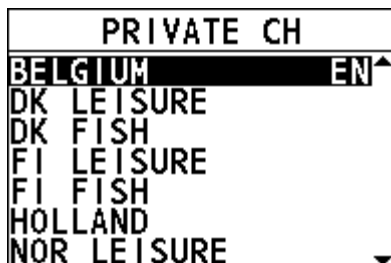 PRIVATE CH
BELGIUM EN
DK LEISURE
DK FISH
FI LEISURE
FI FISH
HOLLAND
NOR LEISURE